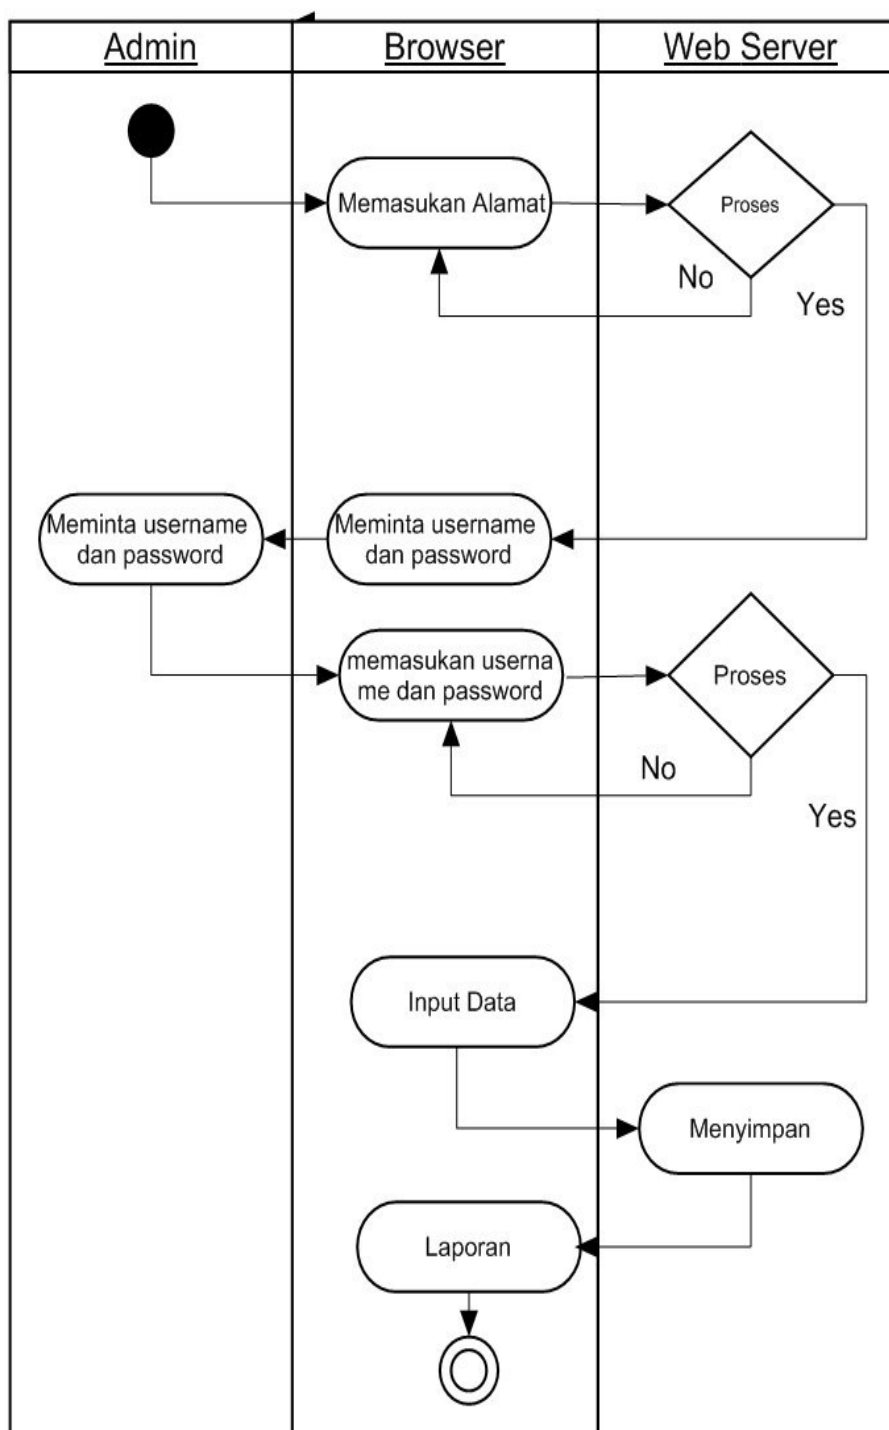 Admin
Browser
Web Server
Memasukan Alamat
Proses
No
Yes
Meminta username
dan password
Meminta username
dan password
memasukan userna
me dan password
Proses
No
Yes
Input Data
Menyimpan
Laporan